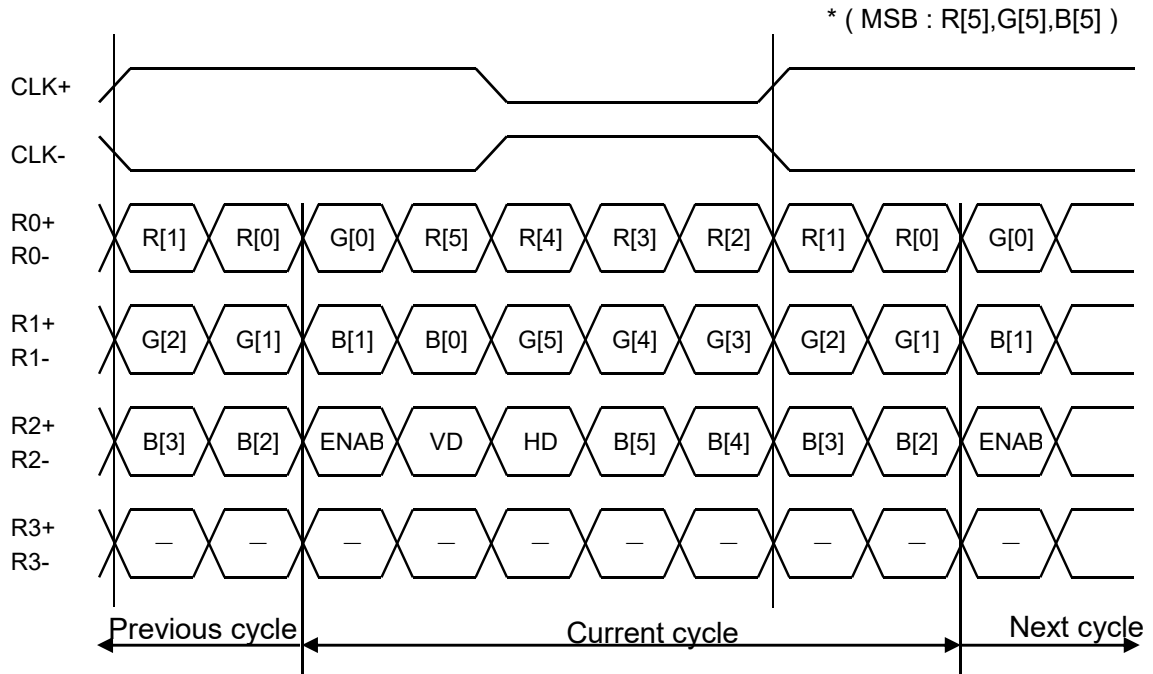 * ( MSB : R[5],G[5],B[5] )
CLK+
CLK-
R0+
R0-
R[1] R[0] G[0] R[5] R[4] R[3] R[2] R[1] R[0] G[0]
R1+
R1-
G[2] G[1] B[1] B[0] G[5] G[4] G[3] G[2] G[1] B[1]
R2+
R2-
B[3] B[2] ENAB VD HD B[5] B[4] B[3] B[2] ENAB
R3+
R3-
— — — — — — — — — —
Previous cycle Current cycle Next cycle